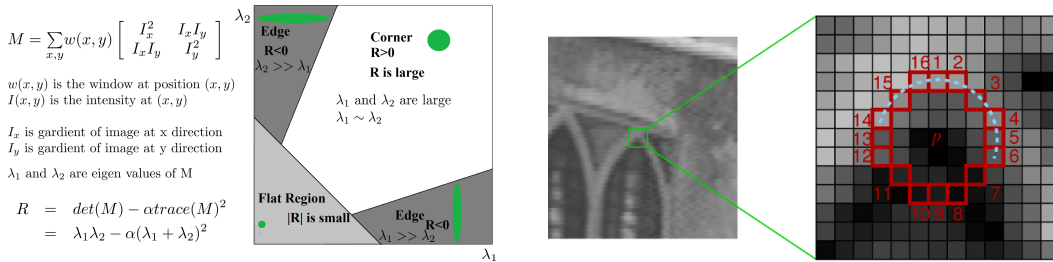 M = ∑ w(x, y) [ I_x^2 I_xI_y
x,y I_xI_y I_y^2 ]
w(x, y) is the window at position (x, y)
I(x, y) is the intensity at (x, y)
I_x is gardient of image at x direction
I_y is gardient of image at y direction
λ_1 and λ_2 are eigen values of M
R = det(M) − αtrace(M)^2
= λ_1λ_2 − α(λ_1 + λ_2)^2
λ_2
Edge
R<0
λ_2 >> λ_1
Corner
R>0
R is large
λ_1 and λ_2 are large
λ_1 ∼ λ_2
Flat Region
|R| is small
Edge
R<0
λ_1 >> λ_2
λ_1
16 1 2
15 3
14 4
13 p 5
12 6
11 7
10 9 8